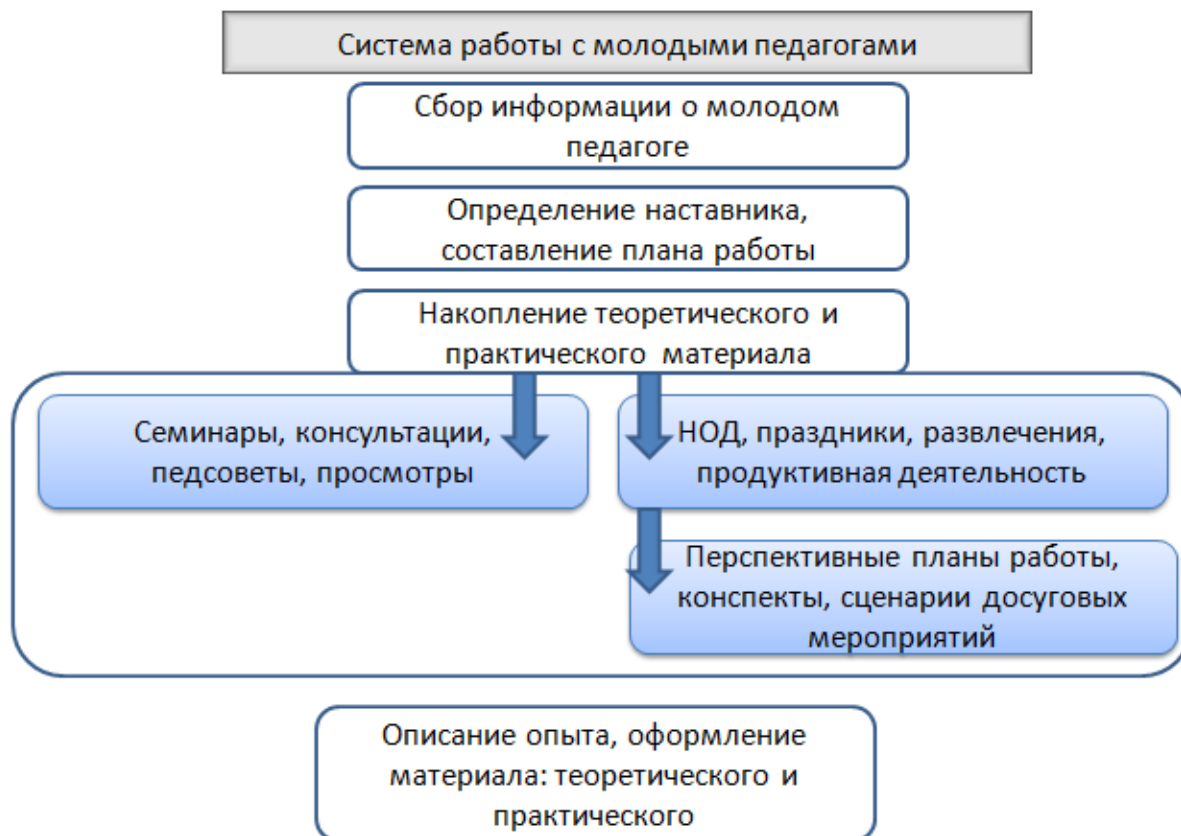 Система работы с молодыми педагогами
Сбор информации о молодом
педагоге
Определение наставника,
составление плана работы
Накопление теоретического и
практического материала
Семинары, консультации,
педсоветы, просмотры
НОД, праздники, развлечения,
продуктивная деятельность
Перспективные планы работы,
конспекты, сценарии досуговых
мероприятий
Описание опыта, оформление
материала: теоретического и
практического